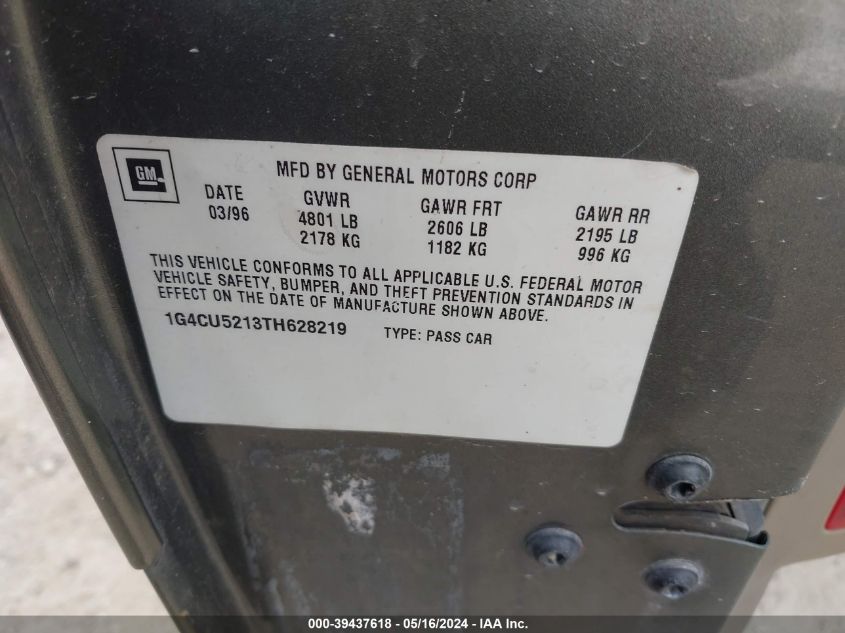 GM
MFD BY GENERAL MOTORS CORP
DATE GVWR GAWR FRT GAWR RR
03/96 4801 LB 2606 LB 2195 LB
2178 KG 1182 KG 996 KG
THIS VEHICLE CONFORMS TO ALL APPLICABLE U.S. FEDERAL MOTOR
VEHICLE SAFETY, BUMPER, AND THEFT PREVENTION STANDARDS IN
EFFECT ON THE DATE OF MANUFACTURE SHOWN ABOVE.
1G4CU5213TH628219 TYPE: PASS CAR
000-39437618 - 05/16/2024 - IAA Inc.